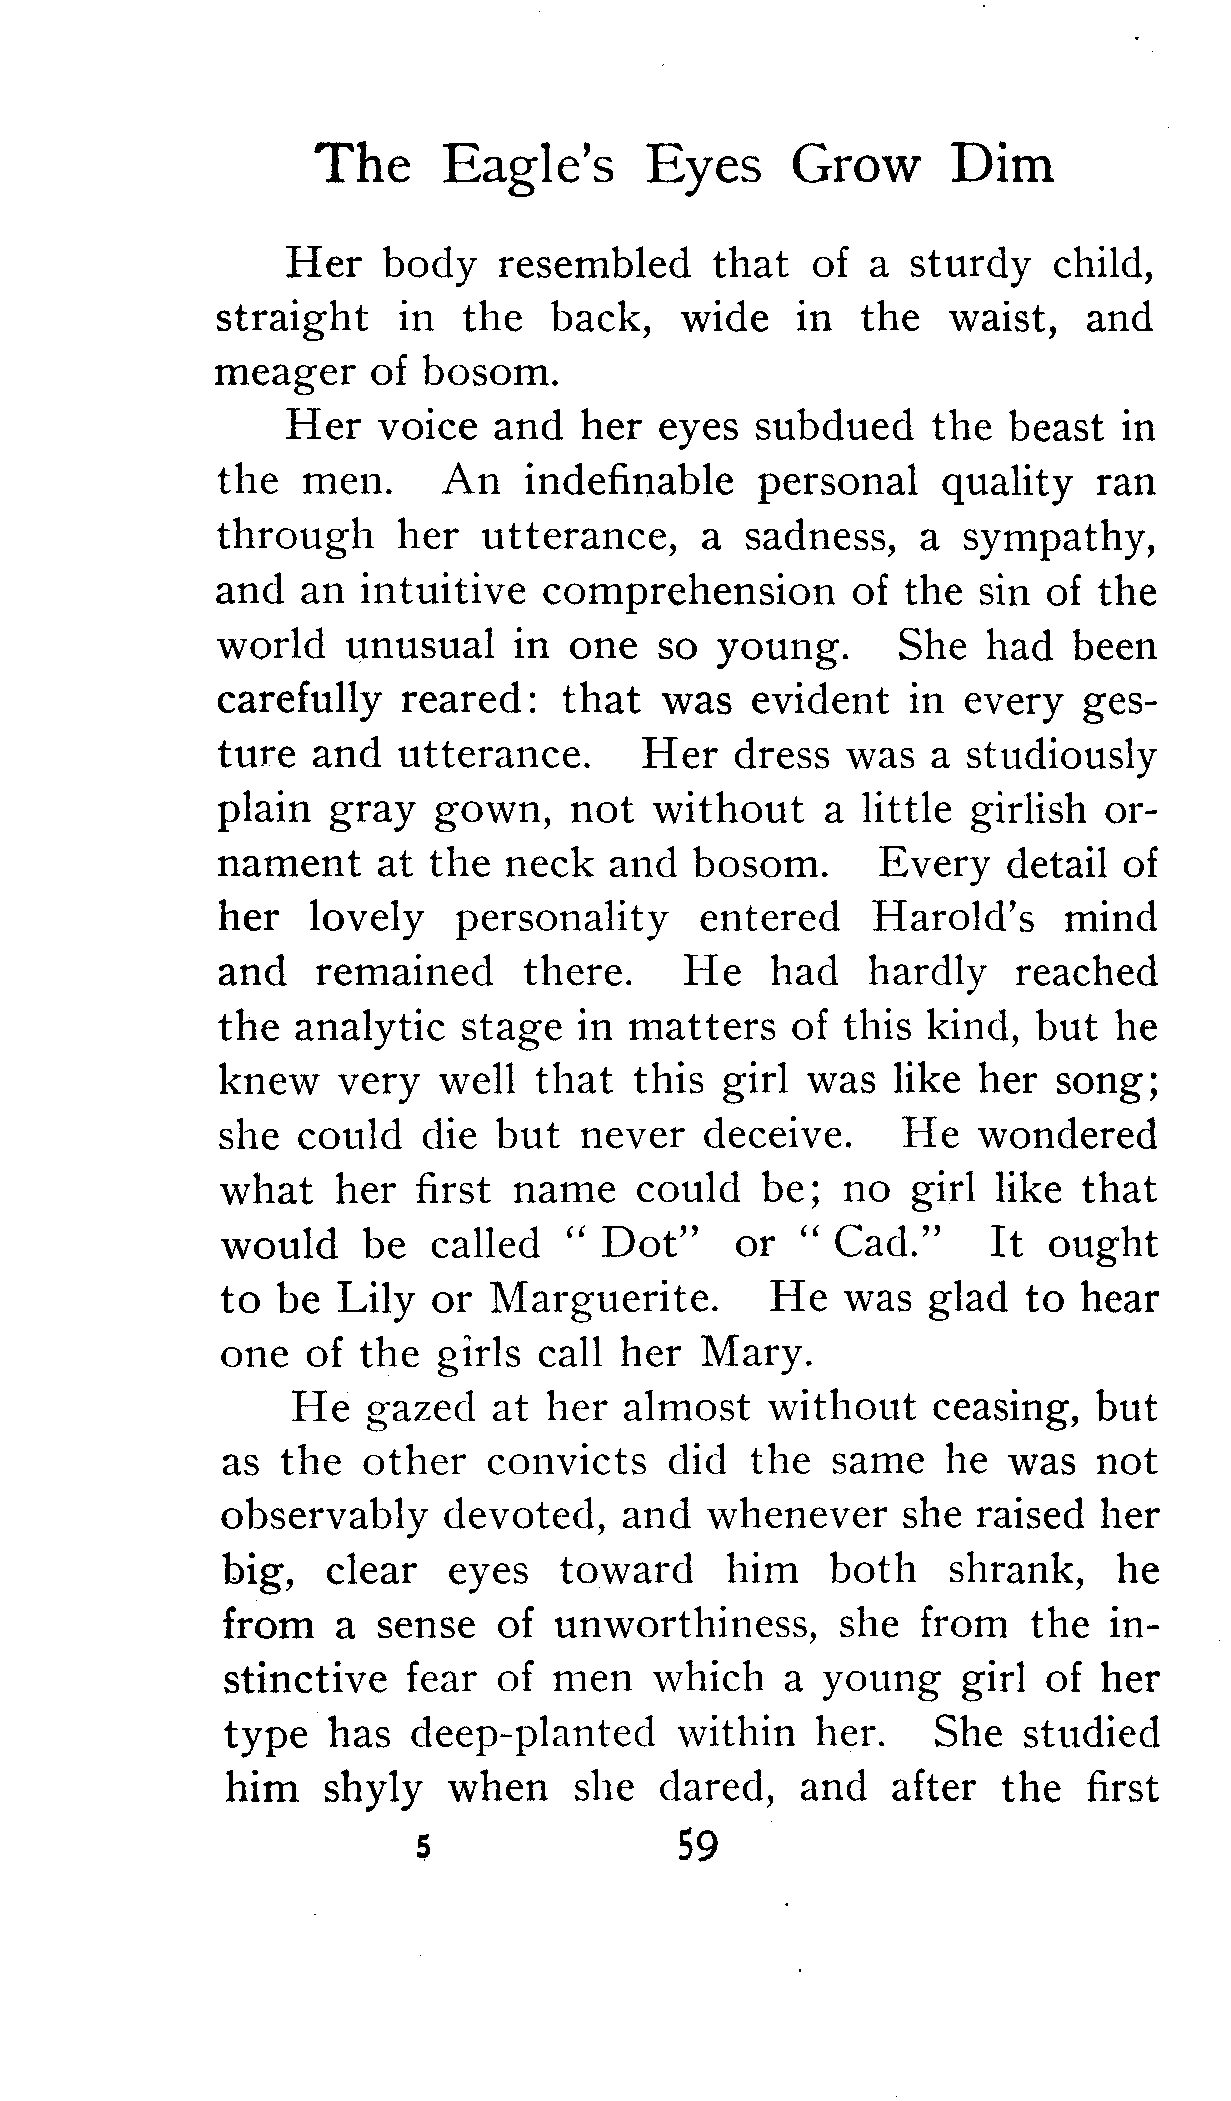 The Eagle's Eyes Grow Dim
Her body resembled that of a sturdy child,
straight in the back, wide in the waist, and
meager of bosom.
Her voice and her eyes subdued the beast in
the men. An indefinable personal quality ran
through her utterance, a sadness, a sympathy,
and an intuitive comprehension of the sin of the
world unusual in one so young. She had been
carefully reared: that was evident in every ges-
ture and utterance. Her dress was a studiously
plain gray gown, not without a little girlish or-
nament at the neck and bosom. Every detail of
her lovely personality entered Harold's mind
and remained there. He had hardly reached
the analytic stage in matters of this kind, but he
knew very well that this girl was like her song;
she could die but never deceive. He wondered
what her first name could be; no girl like that
would be called " Dot" or " Cad." It ought
to be Lily or Marguerite. He was glad to hear
one of the girls call her Mary.
He gazed at her almost without ceasing, but
as the other convicts did the same he was not
observably devoted, and whenever she raised her
big, clear eyes toward him both shrank, he
from a sense of unworthiness, she from the in-
stinctive fear of men which a young girl of her
type has deep-planted within her. She studied
him shyly when she dared, and after the first
5 59